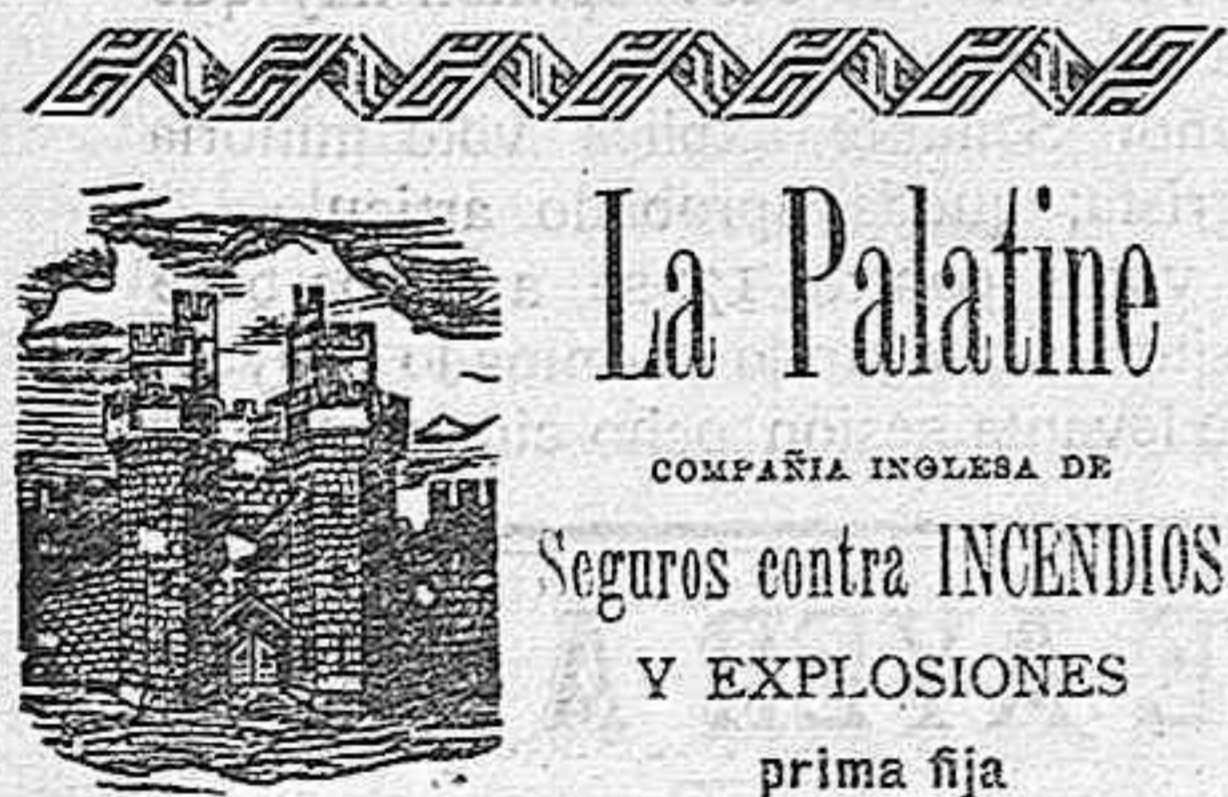 La Palatine
COMPAÑIA INGLESA DE
Seguros contra INCENDIOS
Y EXPLOSIONES
prima fija